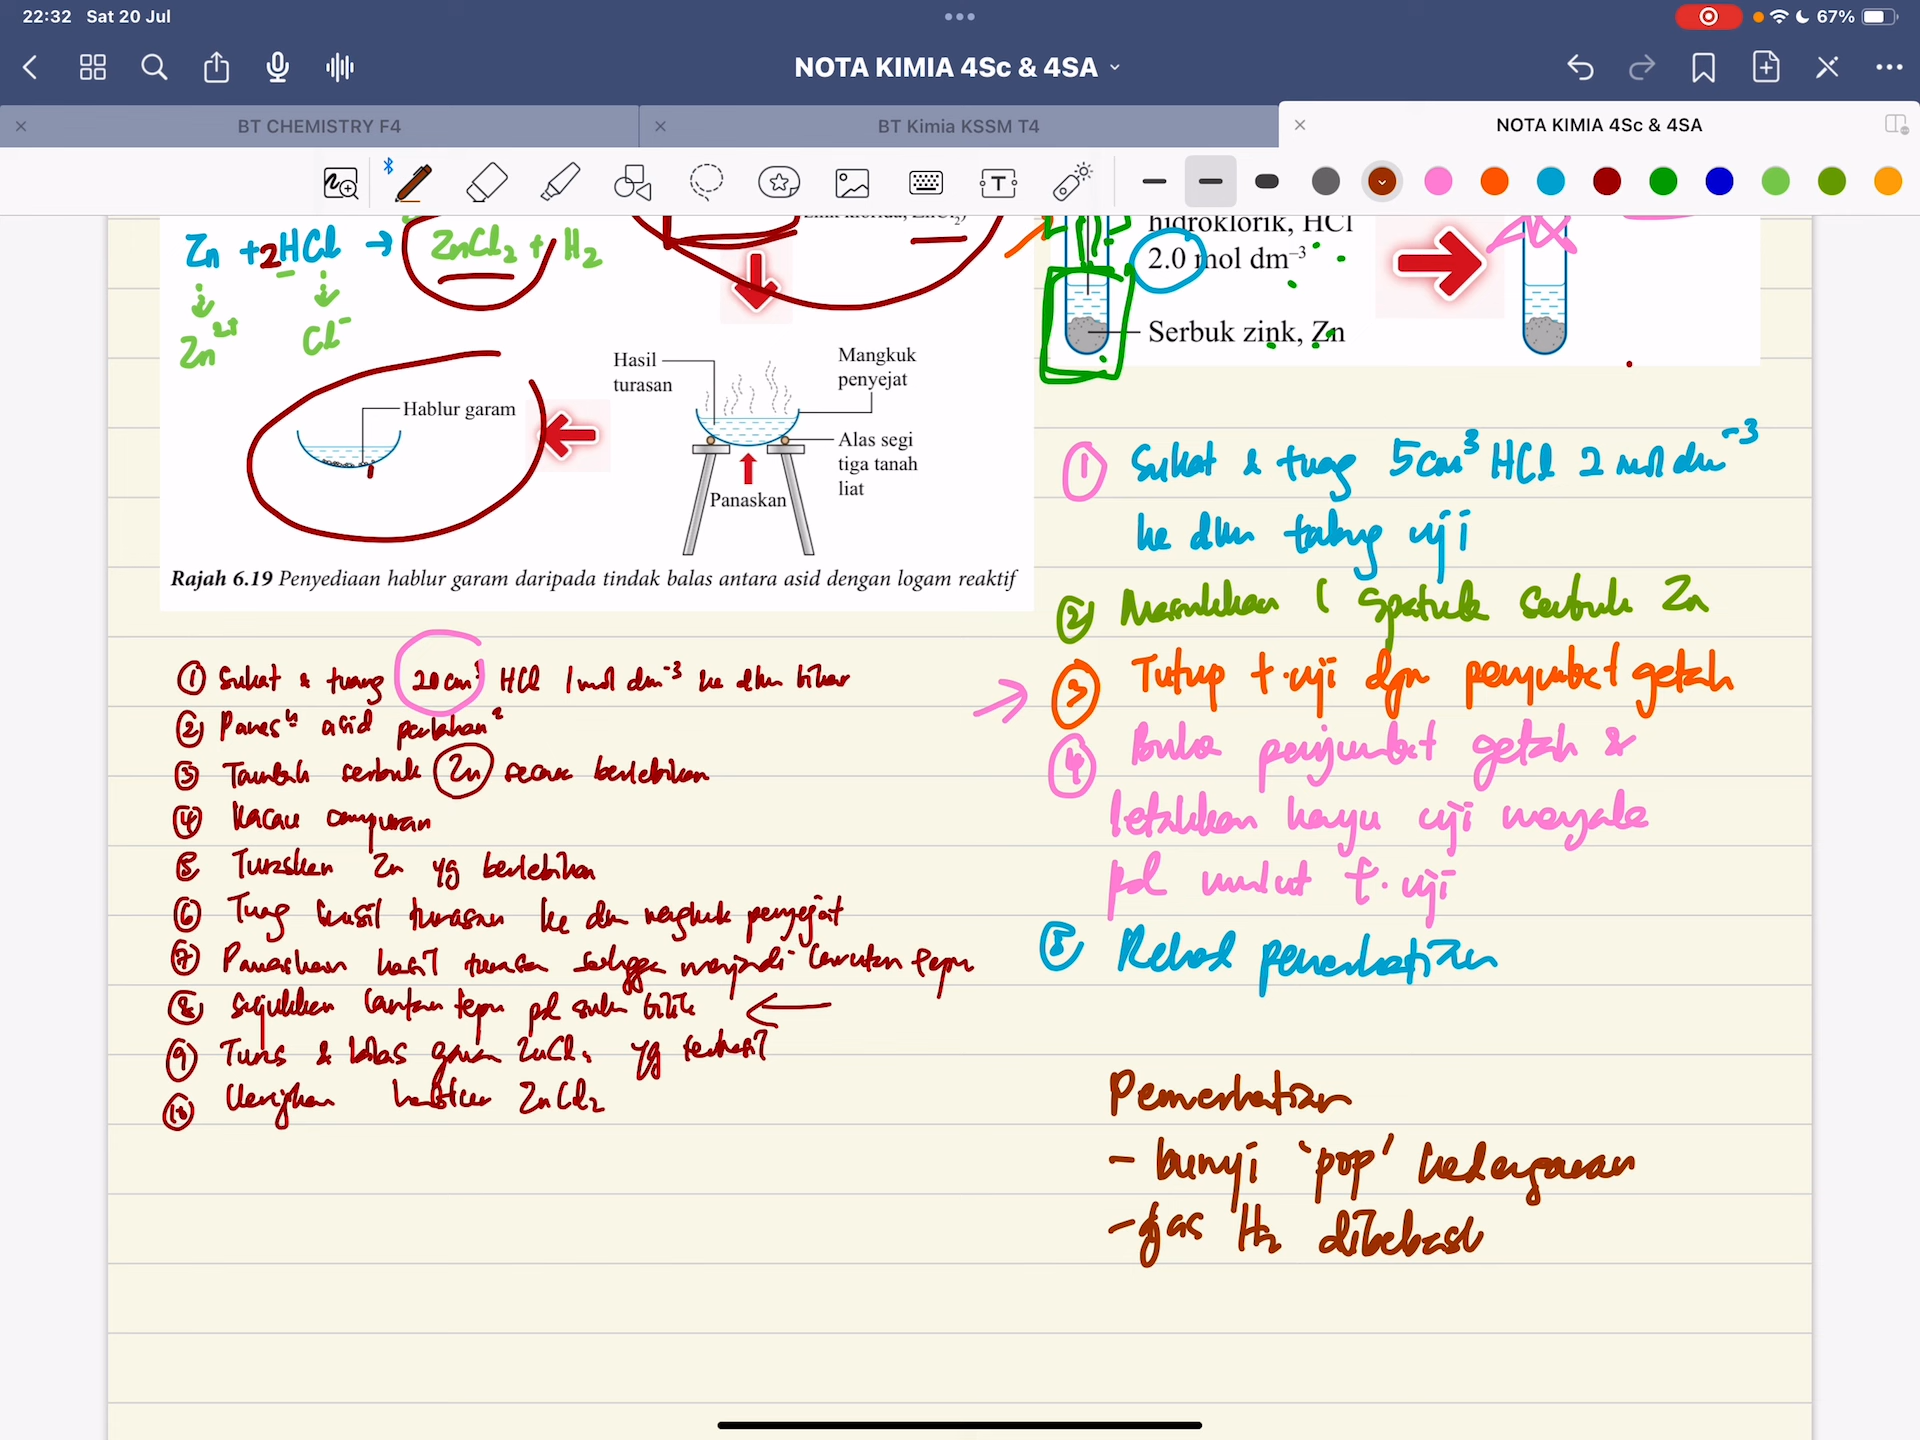 22:32 Sat 20 Jul
67%
NOTA KIMIA 4Sc & 4SA
BT CHEMISTRY F4
BT Kimia KSSM T4
NOTA KIMIA 4Sc & 4SA
Zn + 2HCl → ZnCl₂ + H₂
Zn²⁺
Cl⁻
Hasil turasan
Mangkuk penyejat
Alas segi tiga tanah liat
Panaskan
Hablur garam
Rajah 6.19 Penyediaan hablur garam daripada tindak balas antara asid dengan logam reaktif
hidroklorik, HCl
2.0 mol dm⁻³
Serbuk zink, Zn
① Sukat & tuang 20 cm³ HCl 1 mol dm⁻³ ke dlm bikar
② asid perlahan²
③ Tambah serbuk Zn secara berlebihan
④ Kacau campuran
⑤ Turaskan Zn yg berlebihan
⑥ Tuang hasil turasan ke dlm mangkuk penyejat
⑦ Panaskan hasil turasan sehingga menjadi larutan tepu
⑧ Sejukkan larutan tepu pd suhu bilik
⑨ Turas & bilas garam ZnCl₂ yg terhasil
⑩ Keringkan ZnCl₂
① Sukat & tuang 5cm³ HCl 2 mol dm⁻³
ke dlm tabung uji
② Masukkan 1 spatula serbuk Zn
③ Tutup t.uji dgn penyumbat getah
④ Buka penyumbat getah &
letakkan kayu uji menyala
pd mulut t.uji
⑤ Rekod pemerhatian
Pemerhatian
- bunyi 'pop' kedengaran
- gas H₂ dibebask